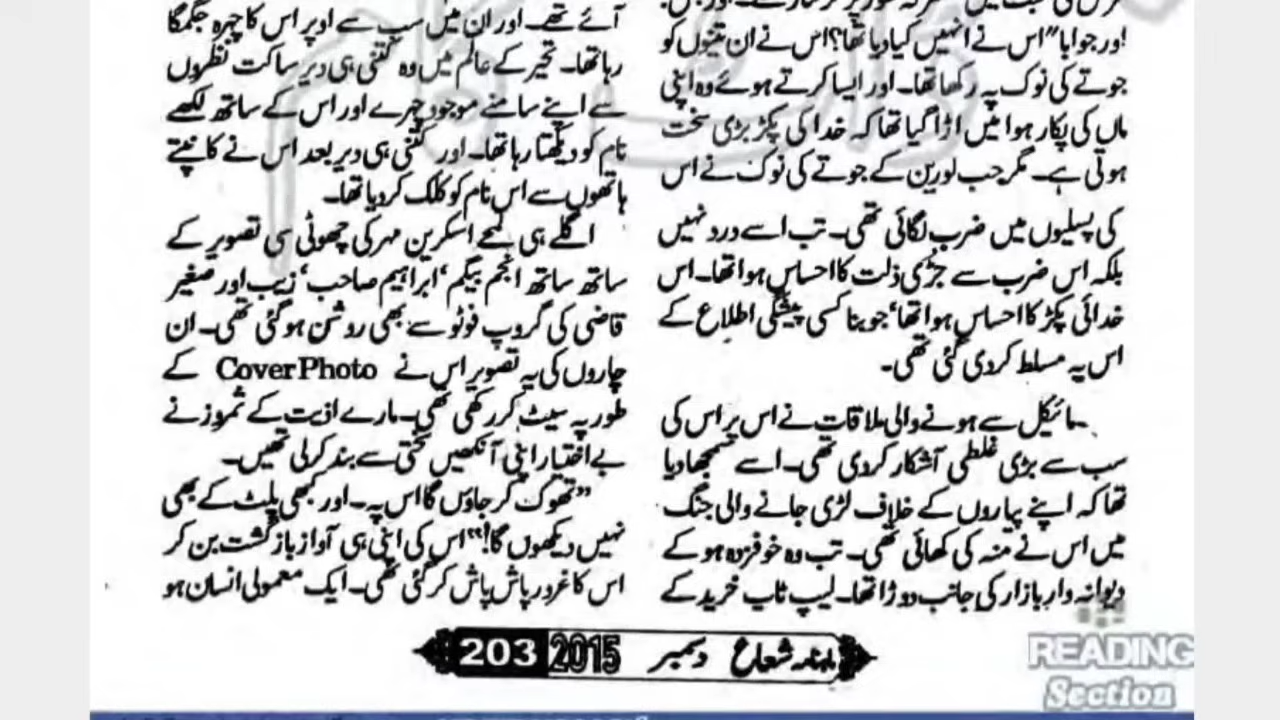 اور جوابا" اس نے انہیں کیا دیا تھا؟ اس نے ان تینوں کو
جوتے کی نوک پہ رکھا تھا۔ اور ایسا کرتے ہوئے وہ اپنی
ماں کی پکار ہوا میں اڑا گیا تھا کہ خدا کی پکڑ بڑی سخت
ہوتی ہے۔ مگر جب لورین کے جوتے کی نوک نے اس
کی پسلیوں میں ضرب لگائی تھی۔ تب اسے درد نہیں
بلکہ اس ضرب سے جڑی ذلت کا احساس ہوا تھا۔ اس
خدائی پکڑ کا احساس ہوا تھا' جو بنا کسی پیشگی اطلاع کے
اس پہ مسلط کر دی گئی تھی۔
مائیکل سے ہونے والی ملاقات نے اس پر اس کی
سب سے بڑی غلطی آشکار کر دی تھی۔ اسے سمجھا دیا
تھا کہ اپنے پیاروں کے خلاف لڑی جانے والی جنگ
میں اس نے منہ کی کھائی تھی۔ تب وہ خوفزدہ ہو کے
دیوانہ وار بازار کی جانب دوڑا تھا۔ لیپ ٹاپ خرید کے
آئے تھے۔ اور ان میں سب سے اوپر اس کا چہرہ جگمگا
رہا تھا۔ تحیر کے عالم میں وہ کتنی ہی دیر ساکت نظروں
سے اپنے سامنے موجود چہرے اور اس کے ساتھ لکھے
نام کو دیکھتا رہا تھا۔ اور کتنی ہی دیر بعد اس نے کانپتے
ہاتھوں سے اس نام کو کلک کر دیا تھا۔
اگلے ہی لمحے اسکرین مہر کی چھوٹی سی تصویر کے
ساتھ ساتھ انجم بیگم' ابراہیم صاحب' زیب اور صغیر
قاضی کی گروپ فوٹو سے بھی روشن ہو گئی تھی۔ ان
چاروں کی یہ تصویر اس نے Cover Photo کے
طور پہ سیٹ کر رکھی تھی۔ مارے اذیت کے شموز نے
بے اختیار اپنی آنکھیں سختی سے بند کر لی تھیں۔
"تھوک کر جاؤں گا اس پہ۔ اور کبھی پلٹ کے بھی
نہیں دیکھوں گا!" اس کی اپنی ہی آواز بازگشت بن کر
اس کا غرور پاش پاش کر گئی تھی۔ ایک معمولی انسان ہو
ماہنامہ شعاع دسمبر 2015 203
READING
Section